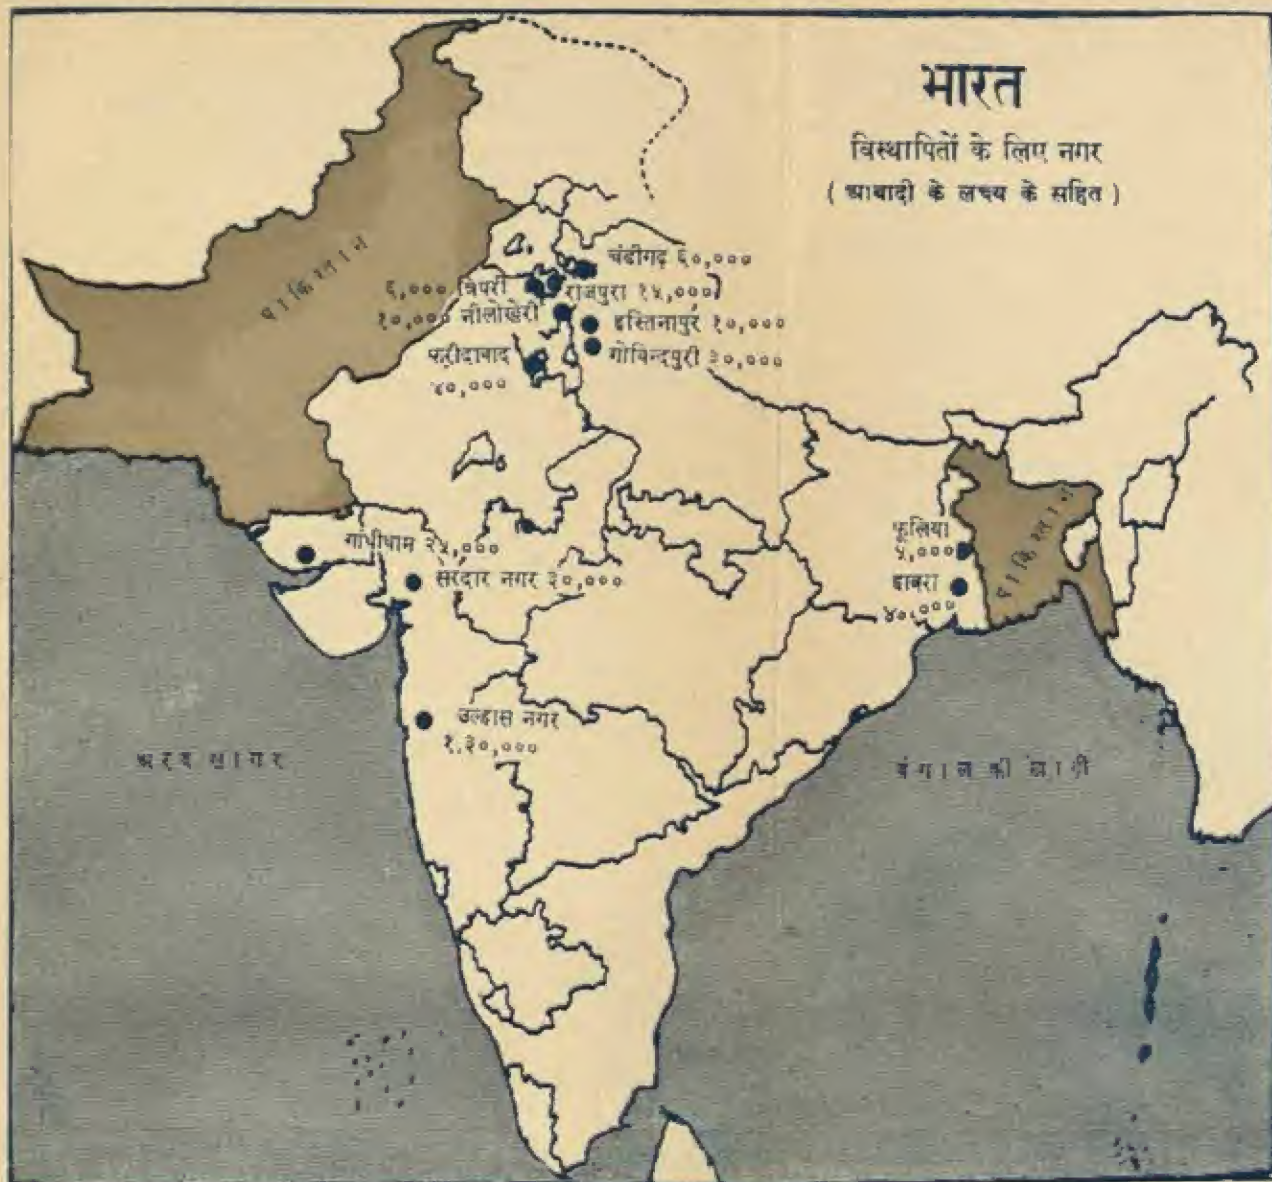 भारत
विस्थापितों के लिए नगर
( आबादी के लक्ष्य के सहित )
पाकिस्तान
चंडीगढ़ ६०,०००
६,००० त्रिपरी
राजपुरा १५,०००
१०,००० नीलोखेरी
हस्तिनापुर १०,०००
फरीदाबाद
४०,०००
गोविन्दपुरी ३०,०००
गांधीधाम २५,०००
सरदार नगर ३०,०००
फूलिया
५,०००
हाबरा
४०,०००
पाकिस्तान
उल्हास नगर
१,३०,०००
अरब सागर
बंगाल की खाड़ी